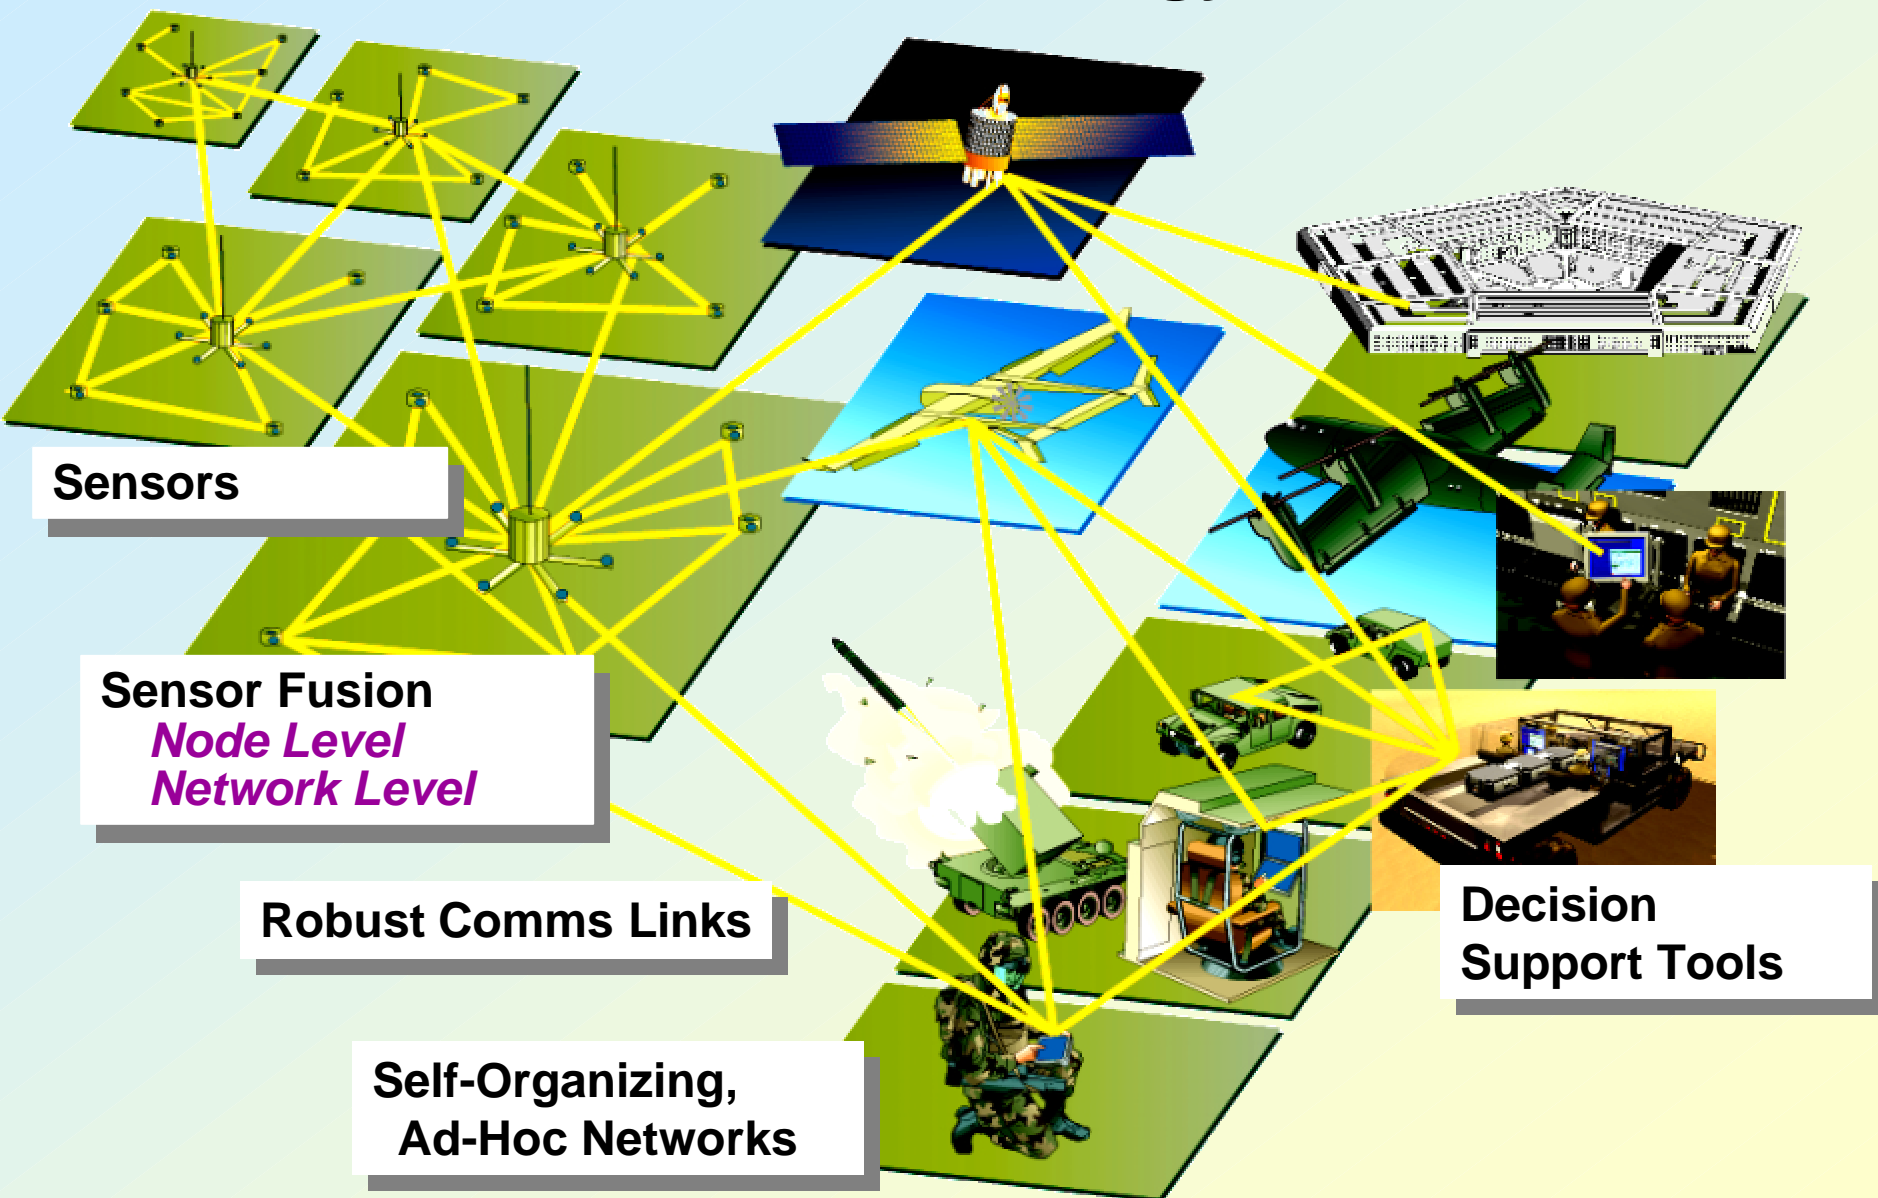 Sensors
Sensor Fusion
Node Level
Network Level
Robust Comms Links
Self-Organizing,
Ad-Hoc Networks
Decision
Support Tools